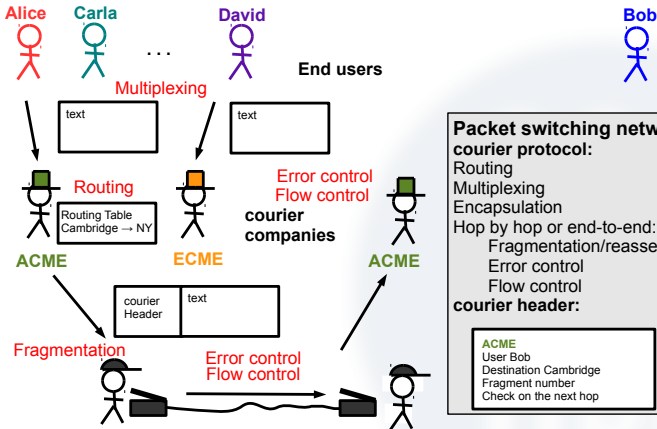 Alice
Carla
David
Bob
...
End users
Multiplexing
text
text
Routing
Error control
Flow control
Routing Table
Cambridge → NY
courier
companies
ACME
ECME
ACME
courier
Header
text
Fragmentation
Error control
Flow control
Packet switching netw
courier protocol:
Routing
Multiplexing
Encapsulation
Hop by hop or end-to-end:
Fragmentation/reasse
Error control
Flow control
courier header:
ACME
User Bob
Destination Cambridge
Fragment number
Check on the next hop